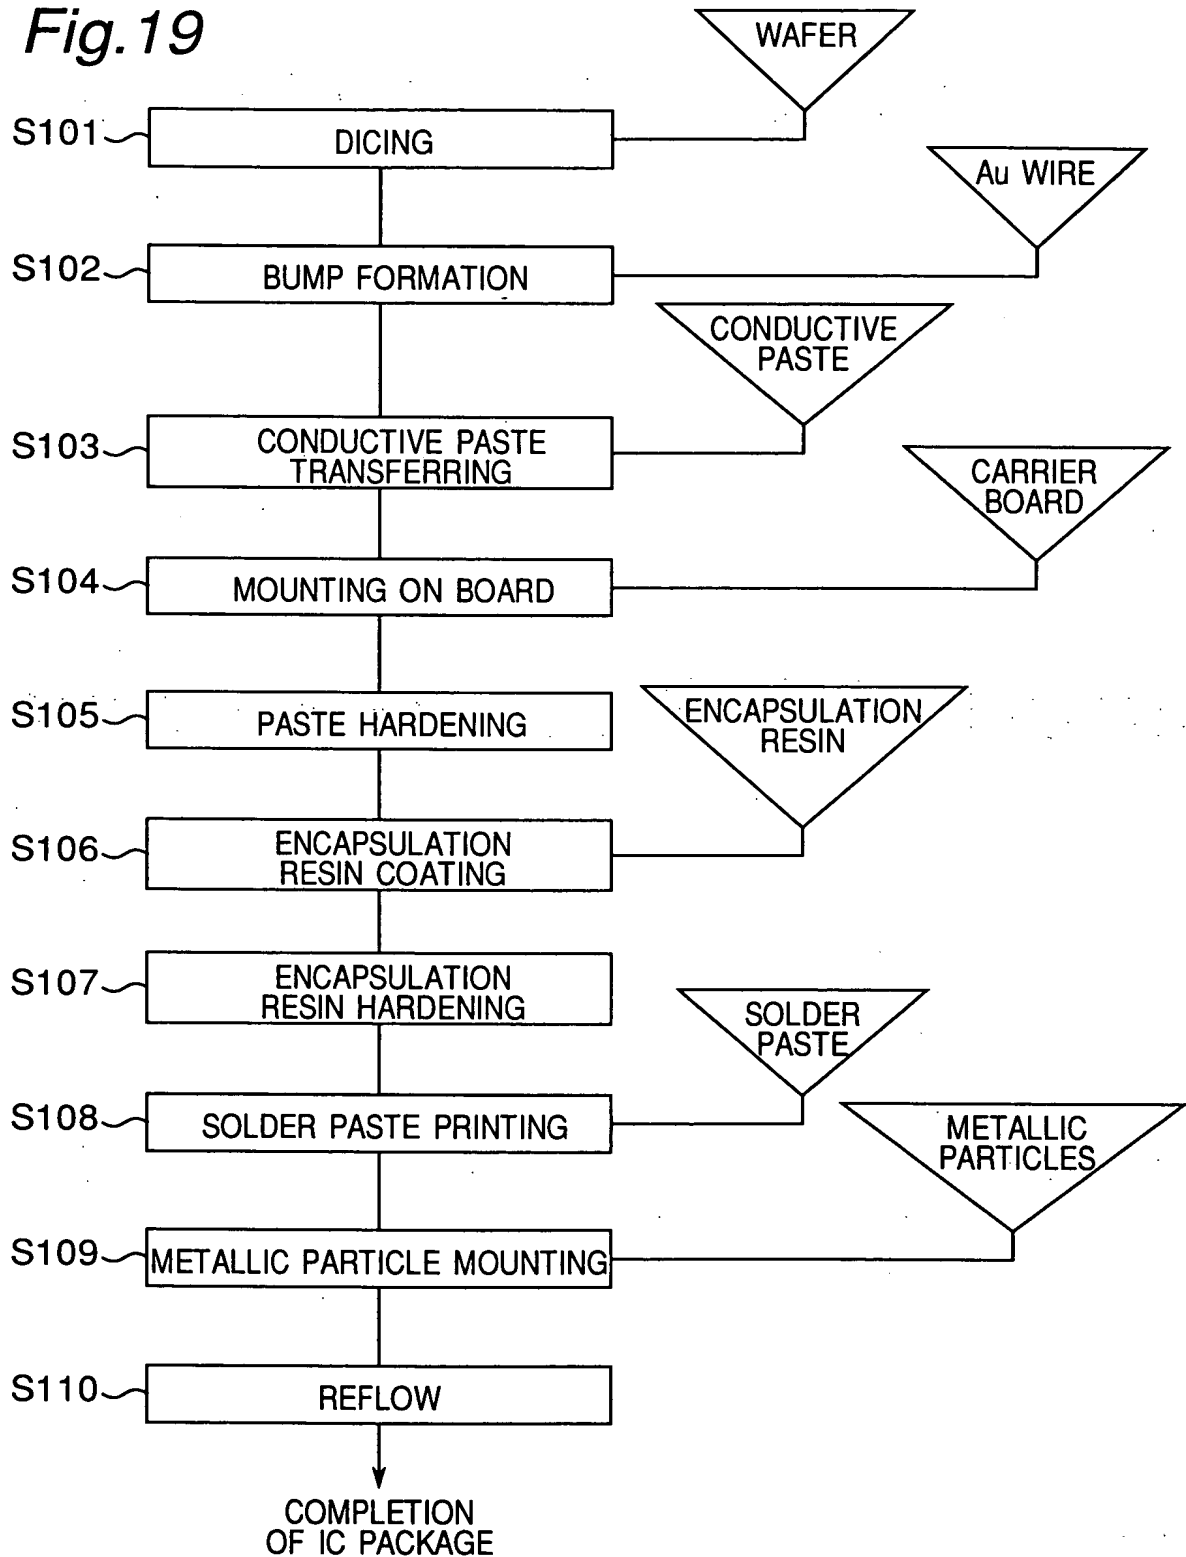 Fig.19
WAFER
S101
DICING
Au WIRE
S102
BUMP FORMATION
CONDUCTIVE
PASTE
S103
CONDUCTIVE PASTE
TRANSFERRING
CARRIER
BOARD
S104
MOUNTING ON BOARD
S105
PASTE HARDENING
ENCAPSULATION
RESIN
S106
ENCAPSULATION
RESIN COATING
S107
ENCAPSULATION
RESIN HARDENING
SOLDER
PASTE
S108
SOLDER PASTE PRINTING
METALLIC
PARTICLES
S109
METALLIC PARTICLE MOUNTING
S110
REFLOW
COMPLETION
OF IC PACKAGE